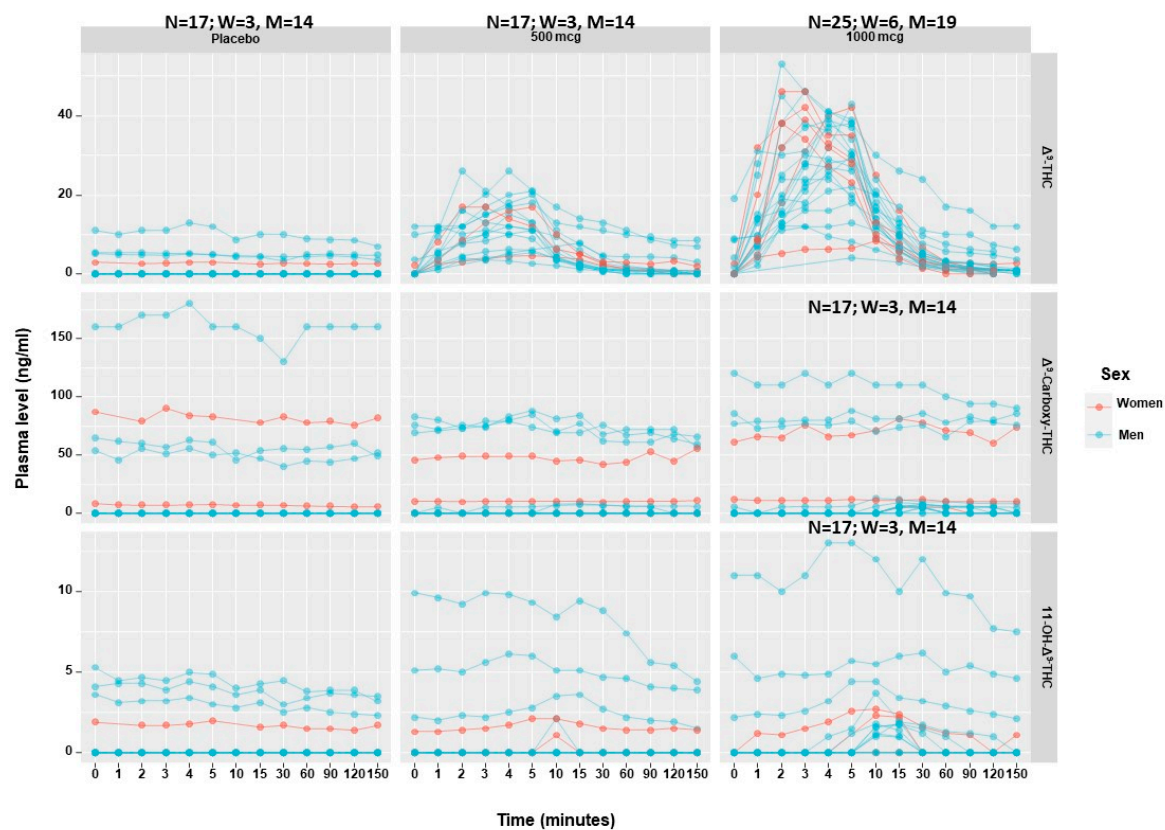 N=17; W=3, M=14 N=17; W=3, M=14 N=25; W=6, M=19
Placebo 500 mcg 1000 mcg
40
20
0
Δ⁹-THC
N=17; W=3, M=14
150
100
50
0
Δ⁹-Carboxy-THC
N=17; W=3, M=14
10
5
0
11-OH-Δ⁹-THC
Plasma level (ng/ml)
Sex
Women
Men
0 1 2 3 4 5 10 15 30 60 90 120 150 0 1 2 3 4 5 10 15 30 60 90 120 150 0 1 2 3 4 5 10 15 30 60 90 120 150
Time (minutes)